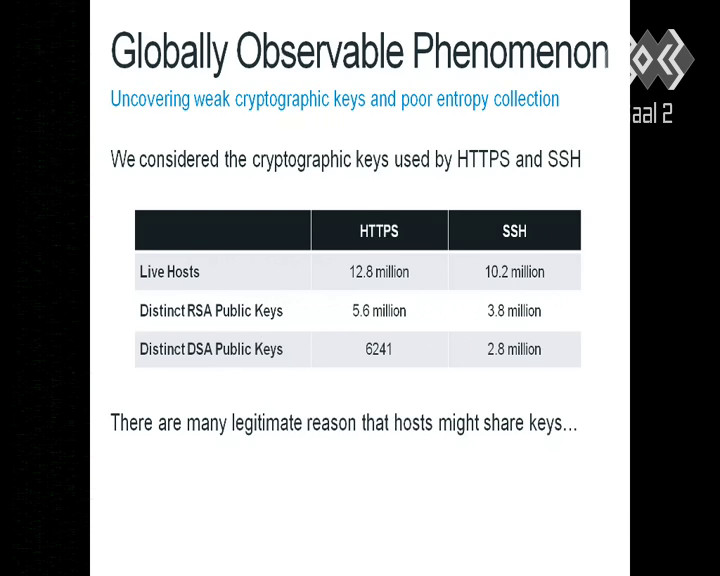 Globally Observable Phenomenon
Uncovering weak cryptographic keys and poor entropy collection
We considered the cryptographic keys used by HTTPS and SSH
HTTPS SSH
Live Hosts 12.8 million 10.2 million
Distinct RSA Public Keys 5.6 million 3.8 million
Distinct DSA Public Keys 6241 2.8 million
There are many legitimate reason that hosts might share keys...
aal 2